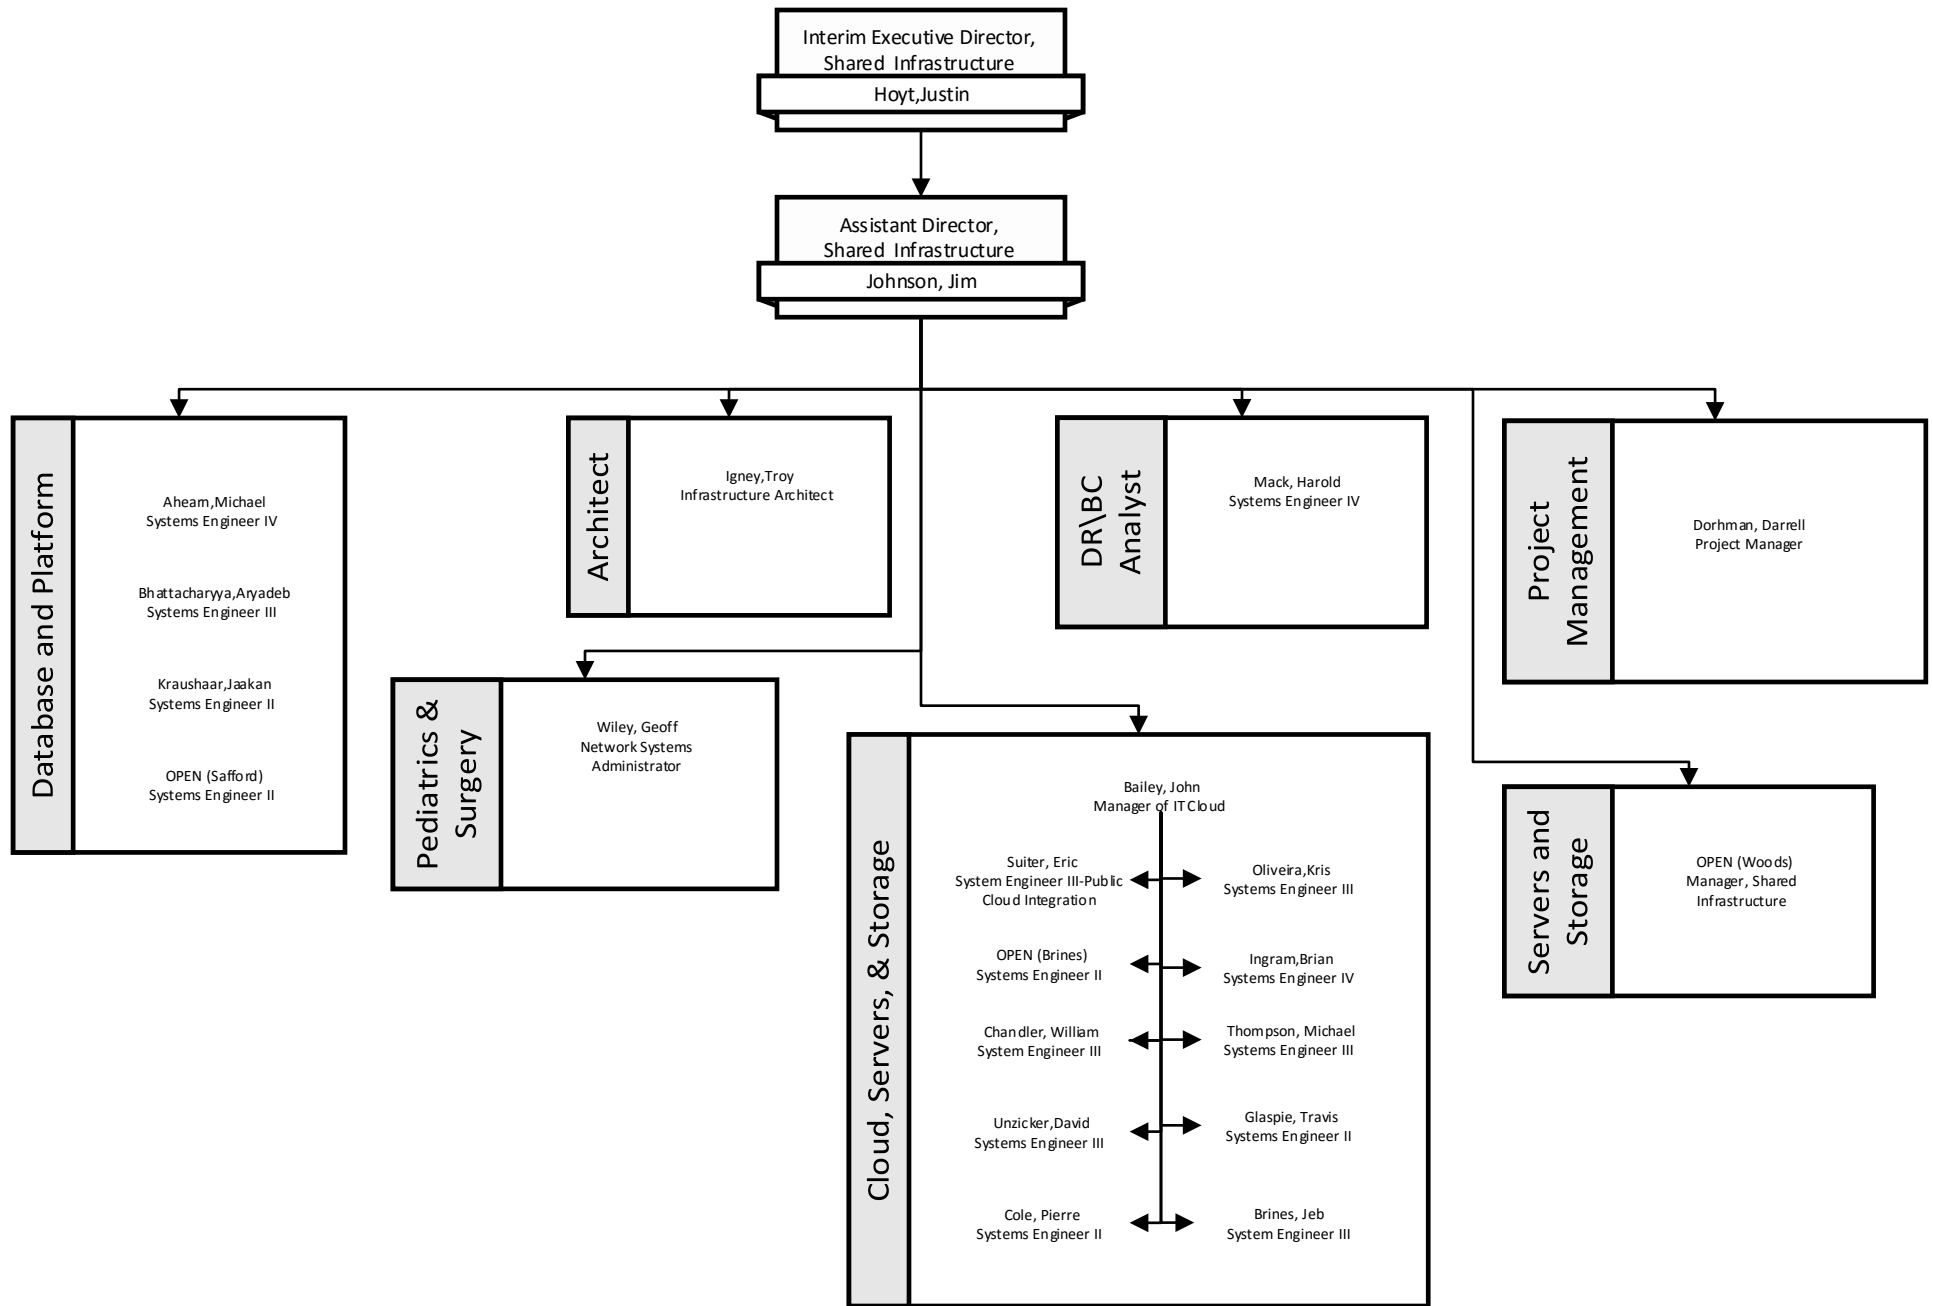 Interim Executive Director,
Shared Infrastructure
Hoyt,Justin
Assistant Director,
Shared Infrastructure
Johnson, Jim
Database and Platform
Ahearn,Michael
Systems Engineer IV
Bhattacharyya,Aryadeb
Systems Engineer III
Kraushaar,Jaakan
Systems Engineer II
OPEN (Safford)
Systems Engineer II
Architect
Igney,Troy
Infrastructure Architect
DR\BC
Analyst
Mack, Harold
Systems Engineer IV
Project
Management
Dorhman, Darrell
Project Manager
Pediatrics &
Surgery
Wiley, Geoff
Network Systems
Administrator
Cloud, Servers, & Storage
Bailey, John
Manager of IT Cloud
Suiter, Eric
System Engineer III-Public
Cloud Integration
Oliveira,Kris
Systems Engineer III
OPEN (Brines)
Systems Engineer II
Ingram,Brian
Systems Engineer IV
Chandler, William
System Engineer III
Thompson, Michael
Systems Engineer III
Unzicker,David
Systems Engineer III
Glaspie, Travis
Systems Engineer II
Cole, Pierre
Systems Engineer II
Brines, Jeb
System Engineer III
Servers and
Storage
OPEN (Woods)
Manager, Shared
Infrastructure